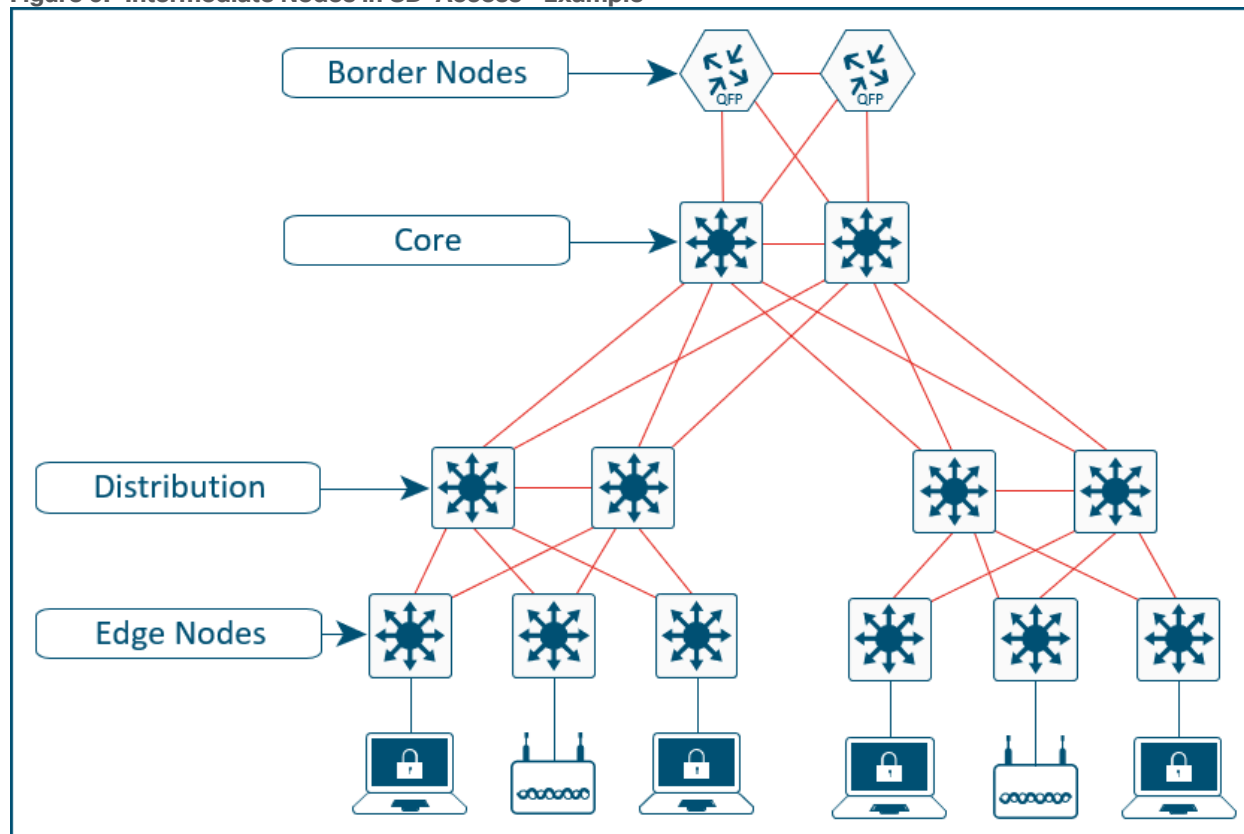 Border Nodes
QFP
QFP
Core
Distribution
Edge Nodes